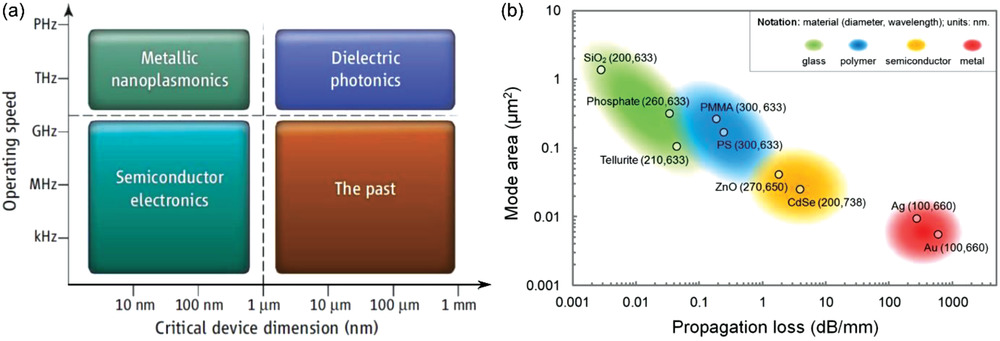 (a)
PHz
THz
GHz
MHz
kHz
Operating speed
Metallic
nanoplasmonics
Dielectric
photonics
Semiconductor
electronics
The past
10 nm
100 nm
1 μm
10 μm
100 μm
1 mm
Critical device dimension (nm)
(b)
Notation: material (diameter, wavelength); units: nm.
glass
polymer
semiconductor
metal
Mode area (μm²)
1
0.1
0.01
0.001
SiO₂ (200,633)
Phosphate (260,633)
Tellurite (210,633)
PMMA (300, 633)
PS (300,633)
ZnO (270,650)
CdSe (200,738)
Ag (100,660)
Au (100,660)
0.001
0.01
0.1
1
10
100
1000
Propagation loss (dB/mm)